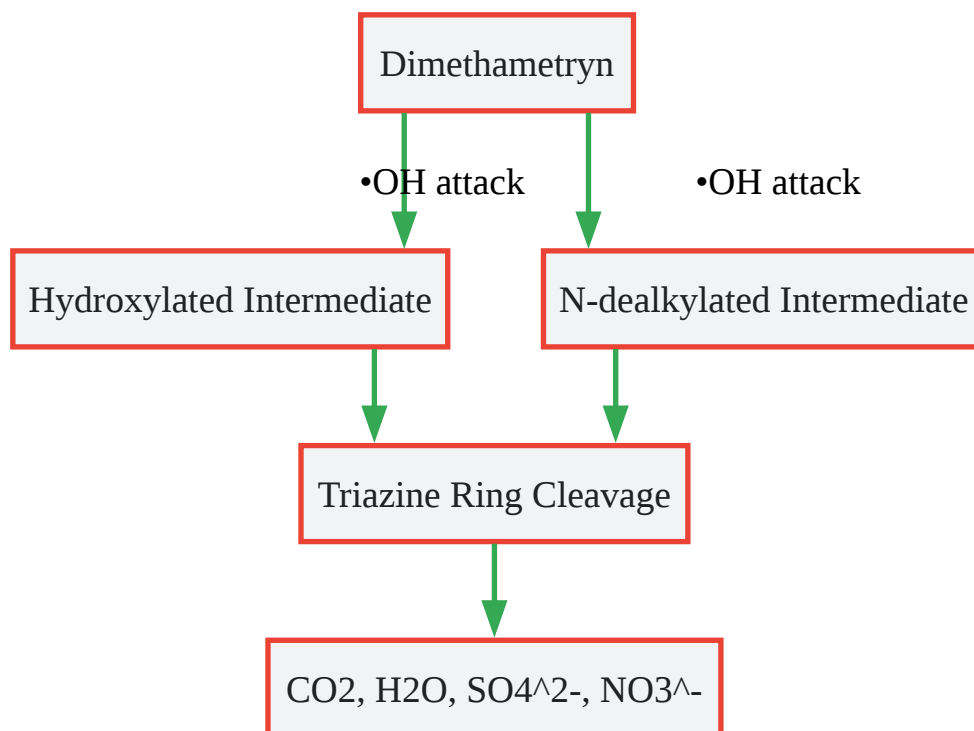 Dimethametryn
•OH attack
•OH attack
Hydroxylated Intermediate
N-dealkylated Intermediate
Triazine Ring Cleavage
CO2, H2O, SO4^2-, NO3^-